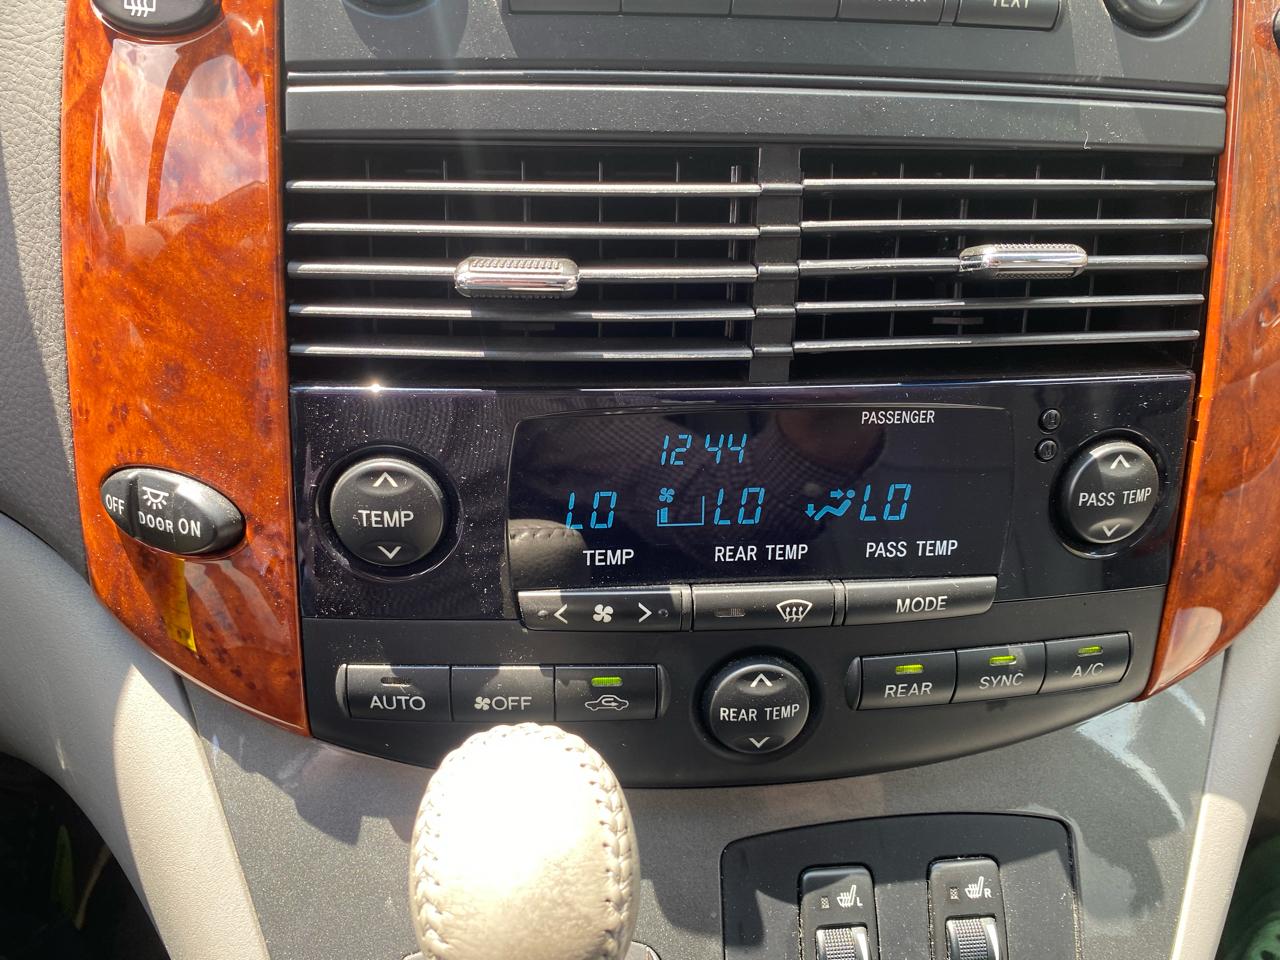 TEXT
PASSENGER
12 44
LO LO LO
TEMP
PASS TEMP
TEMP REAR TEMP PASS TEMP
OFF DOOR ON
MODE
AUTO OFF
REAR TEMP
REAR SYNC A/C
L R